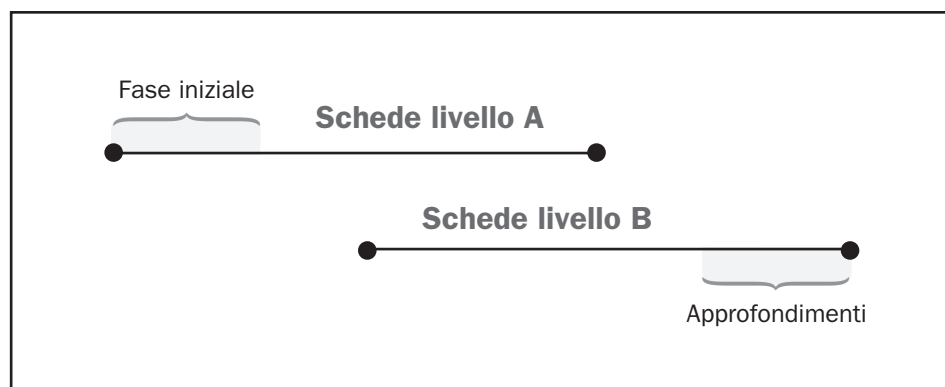 Fase iniziale
Schede livello A
Schede livello B
Approfondimenti